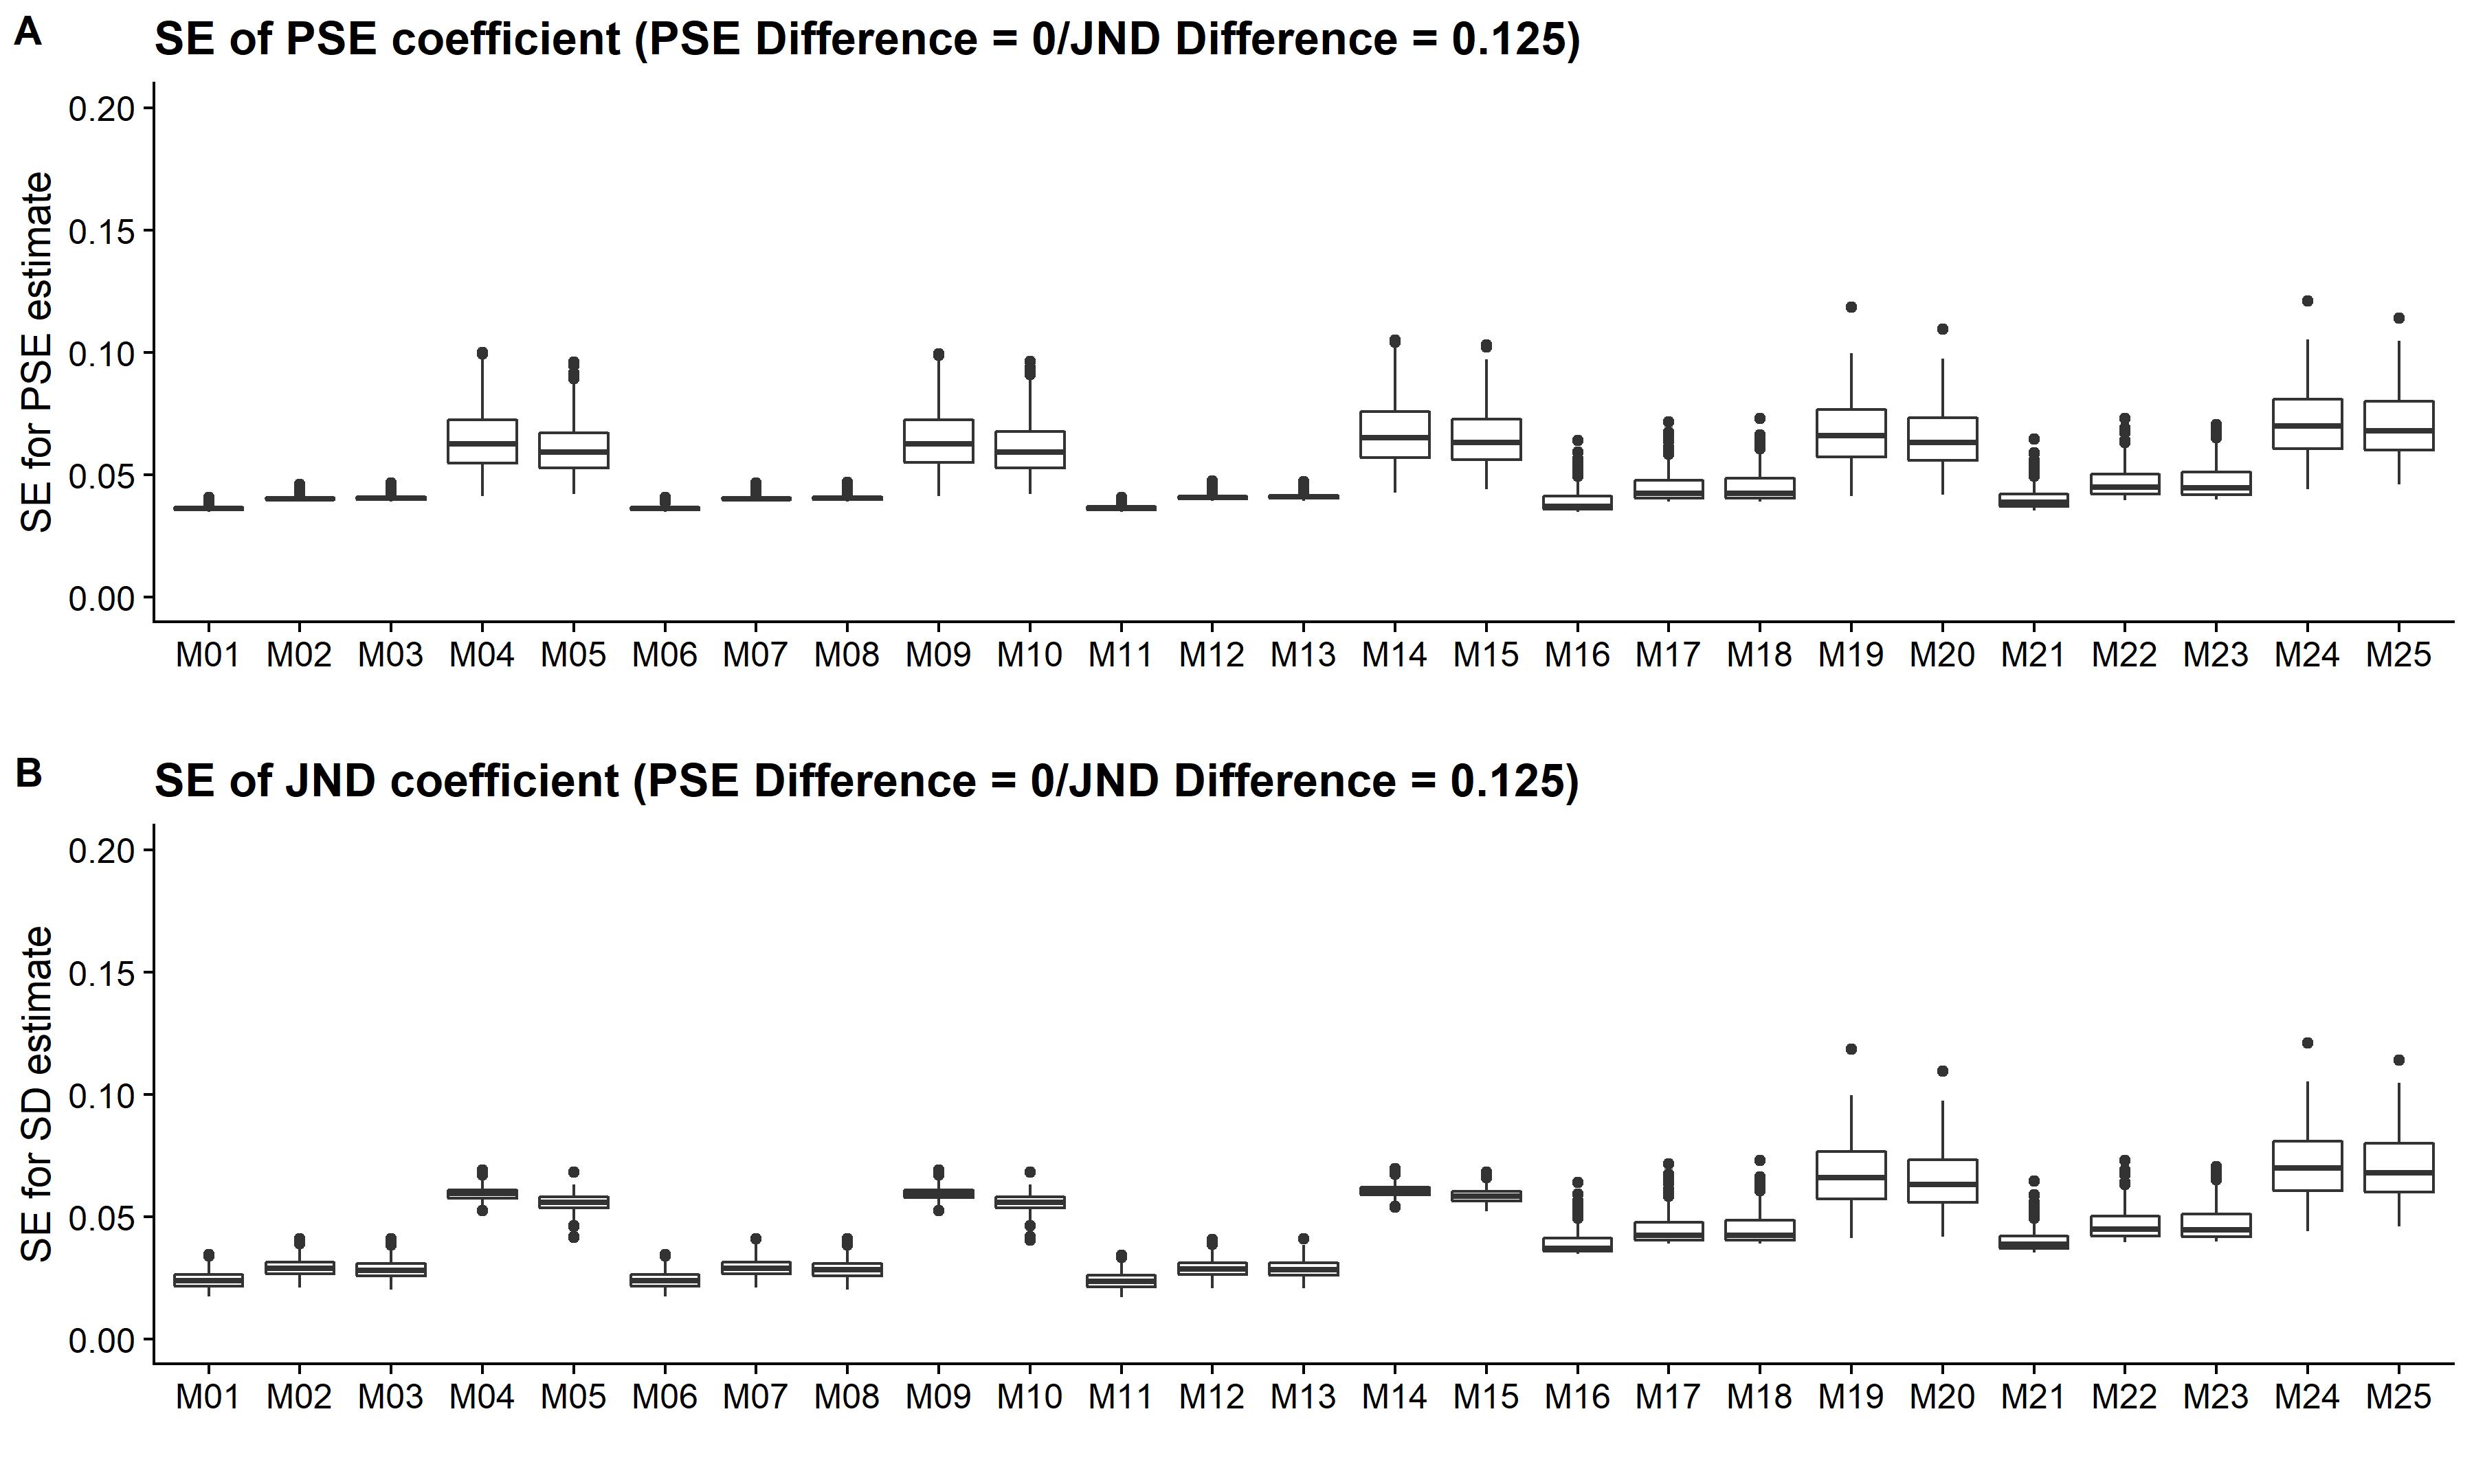 A
SE of PSE coefficient (PSE Difference = 0/JND Difference = 0.125)
SE for PSE estimate
0.20
0.15
0.10
0.05
0.00
M01 M02 M03 M04 M05 M06 M07 M08 M09 M10 M11 M12 M13 M14 M15 M16 M17 M18 M19 M20 M21 M22 M23 M24 M25
B
SE of JND coefficient (PSE Difference = 0/JND Difference = 0.125)
SE for SD estimate
0.20
0.15
0.10
0.05
0.00
M01 M02 M03 M04 M05 M06 M07 M08 M09 M10 M11 M12 M13 M14 M15 M16 M17 M18 M19 M20 M21 M22 M23 M24 M25